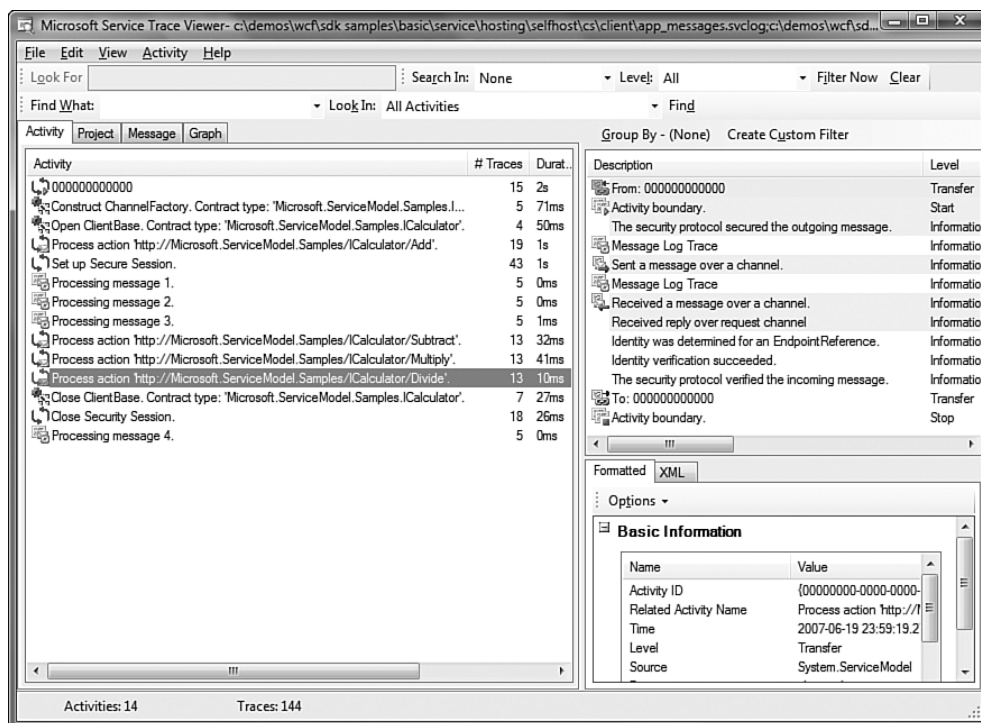 Microsoft Service Trace Viewer- c:\demos\wcf\sdk samples\basic\service\hosting\selfhost\cs\client\app_messages.svclog;c:\demos\wcf\sd...
File Edit View Activity Help
Look For Search In: None Level: All Filter Now Clear
Find What: Look In: All Activities Find
Activity Project Message Graph
Activity # Traces Durat..
000000000000 15 2s
Construct ChannelFactory. Contract type: 'Microsoft.ServiceModel.Samples.I... 5 71ms
Open ClientBase. Contract type: 'Microsoft.ServiceModel.Samples.ICalculator'. 4 50ms
Process action 'http://Microsoft.ServiceModel.Samples/ICalculator/Add'. 19 1s
Set up Secure Session. 43 1s
Processing message 1. 5 0ms
Processing message 2. 5 0ms
Processing message 3. 5 1ms
Process action 'http://Microsoft.ServiceModel.Samples/ICalculator/Subtract'. 13 32ms
Process action 'http://Microsoft.ServiceModel.Samples/ICalculator/Multiply'. 13 41ms
Process action 'http://Microsoft.ServiceModel.Samples/ICalculator/Divide'. 13 10ms
Close ClientBase. Contract type: 'Microsoft.ServiceModel.Samples.ICalculator'. 7 27ms
Close Security Session. 18 26ms
Processing message 4. 5 0ms
Group By - (None) Create Custom Filter
Description Level
From: 000000000000 Transfer
Activity boundary. Start
The security protocol secured the outgoing message. Informatio
Message Log Trace Informatio
Sent a message over a channel. Informatio
Message Log Trace Informatio
Received a message over a channel. Informatio
Received reply over request channel Informatio
Identity was determined for an EndpointReference. Informatio
Identity verification succeeded. Informatio
The security protocol verified the incoming message. Informatio
To: 000000000000 Transfer
Activity boundary. Stop
Formatted XML
Options
Basic Information
Name Value
Activity ID {00000000-0000-0000-
Related Activity Name Process action 'http://
Time 2007-06-19 23:59:19.2
Level Transfer
Source System.ServiceModel
Activities: 14 Traces: 144